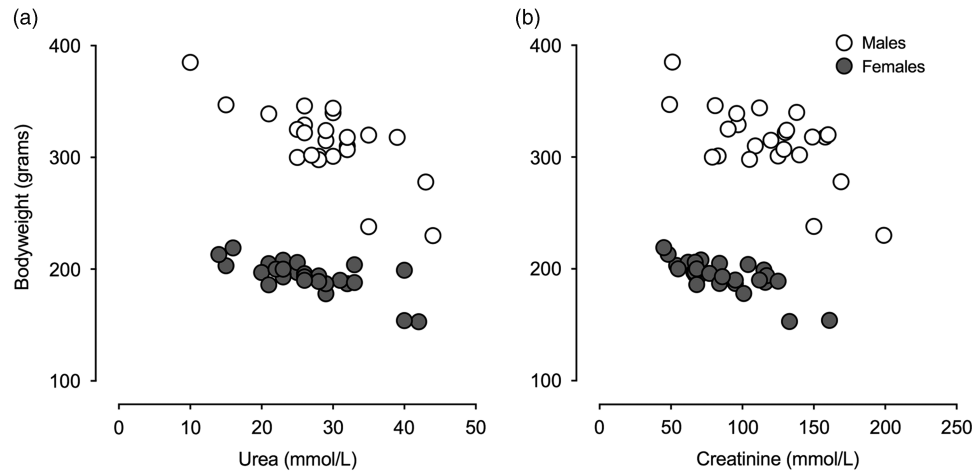 (a)
(b)
400
300
200
100
Bodyweight (grams)
0 10 20 30 40 50
Urea (mmol/L)
400
300
200
100
Males
Females
0 50 100 150 200 250
Creatinine (mmol/L)